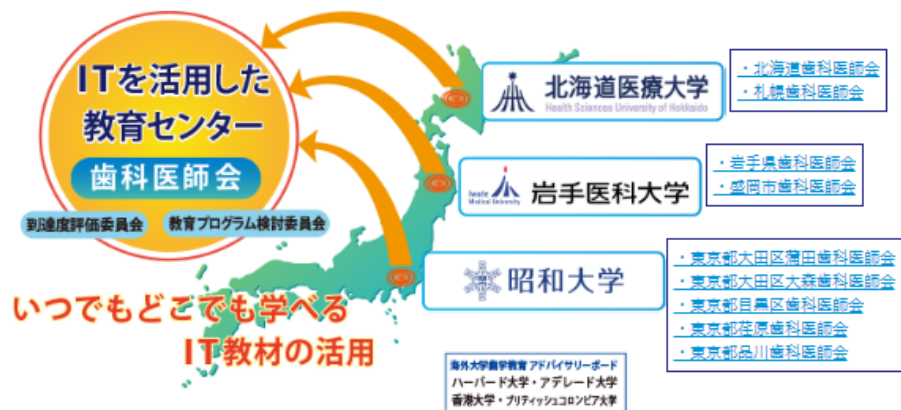 ITを活用した
教育センター
歯科医師会
到達度評価委員会
教育プログラム検討委員会
いつでもどこでも学べる
IT教材の活用
北海道医療大学
Health Sciences University of Hokkaido
・北海道歯科医師会
・札幌歯科医師会
Iwate
Medical University
岩手医科大学
・岩手県歯科医師会
・盛岡市歯科医師会
昭和大学
・東京都大田区蒲田歯科医師会
・東京都大田区大森歯科医師会
・東京都目黒区歯科医師会
・東京都荏原歯科医師会
・東京都品川歯科医師会
海外大学歯学教育 アドバイザリーボード
ハーバード大学・アデレード大学
香港大学・ブリティッシュコロンビア大学